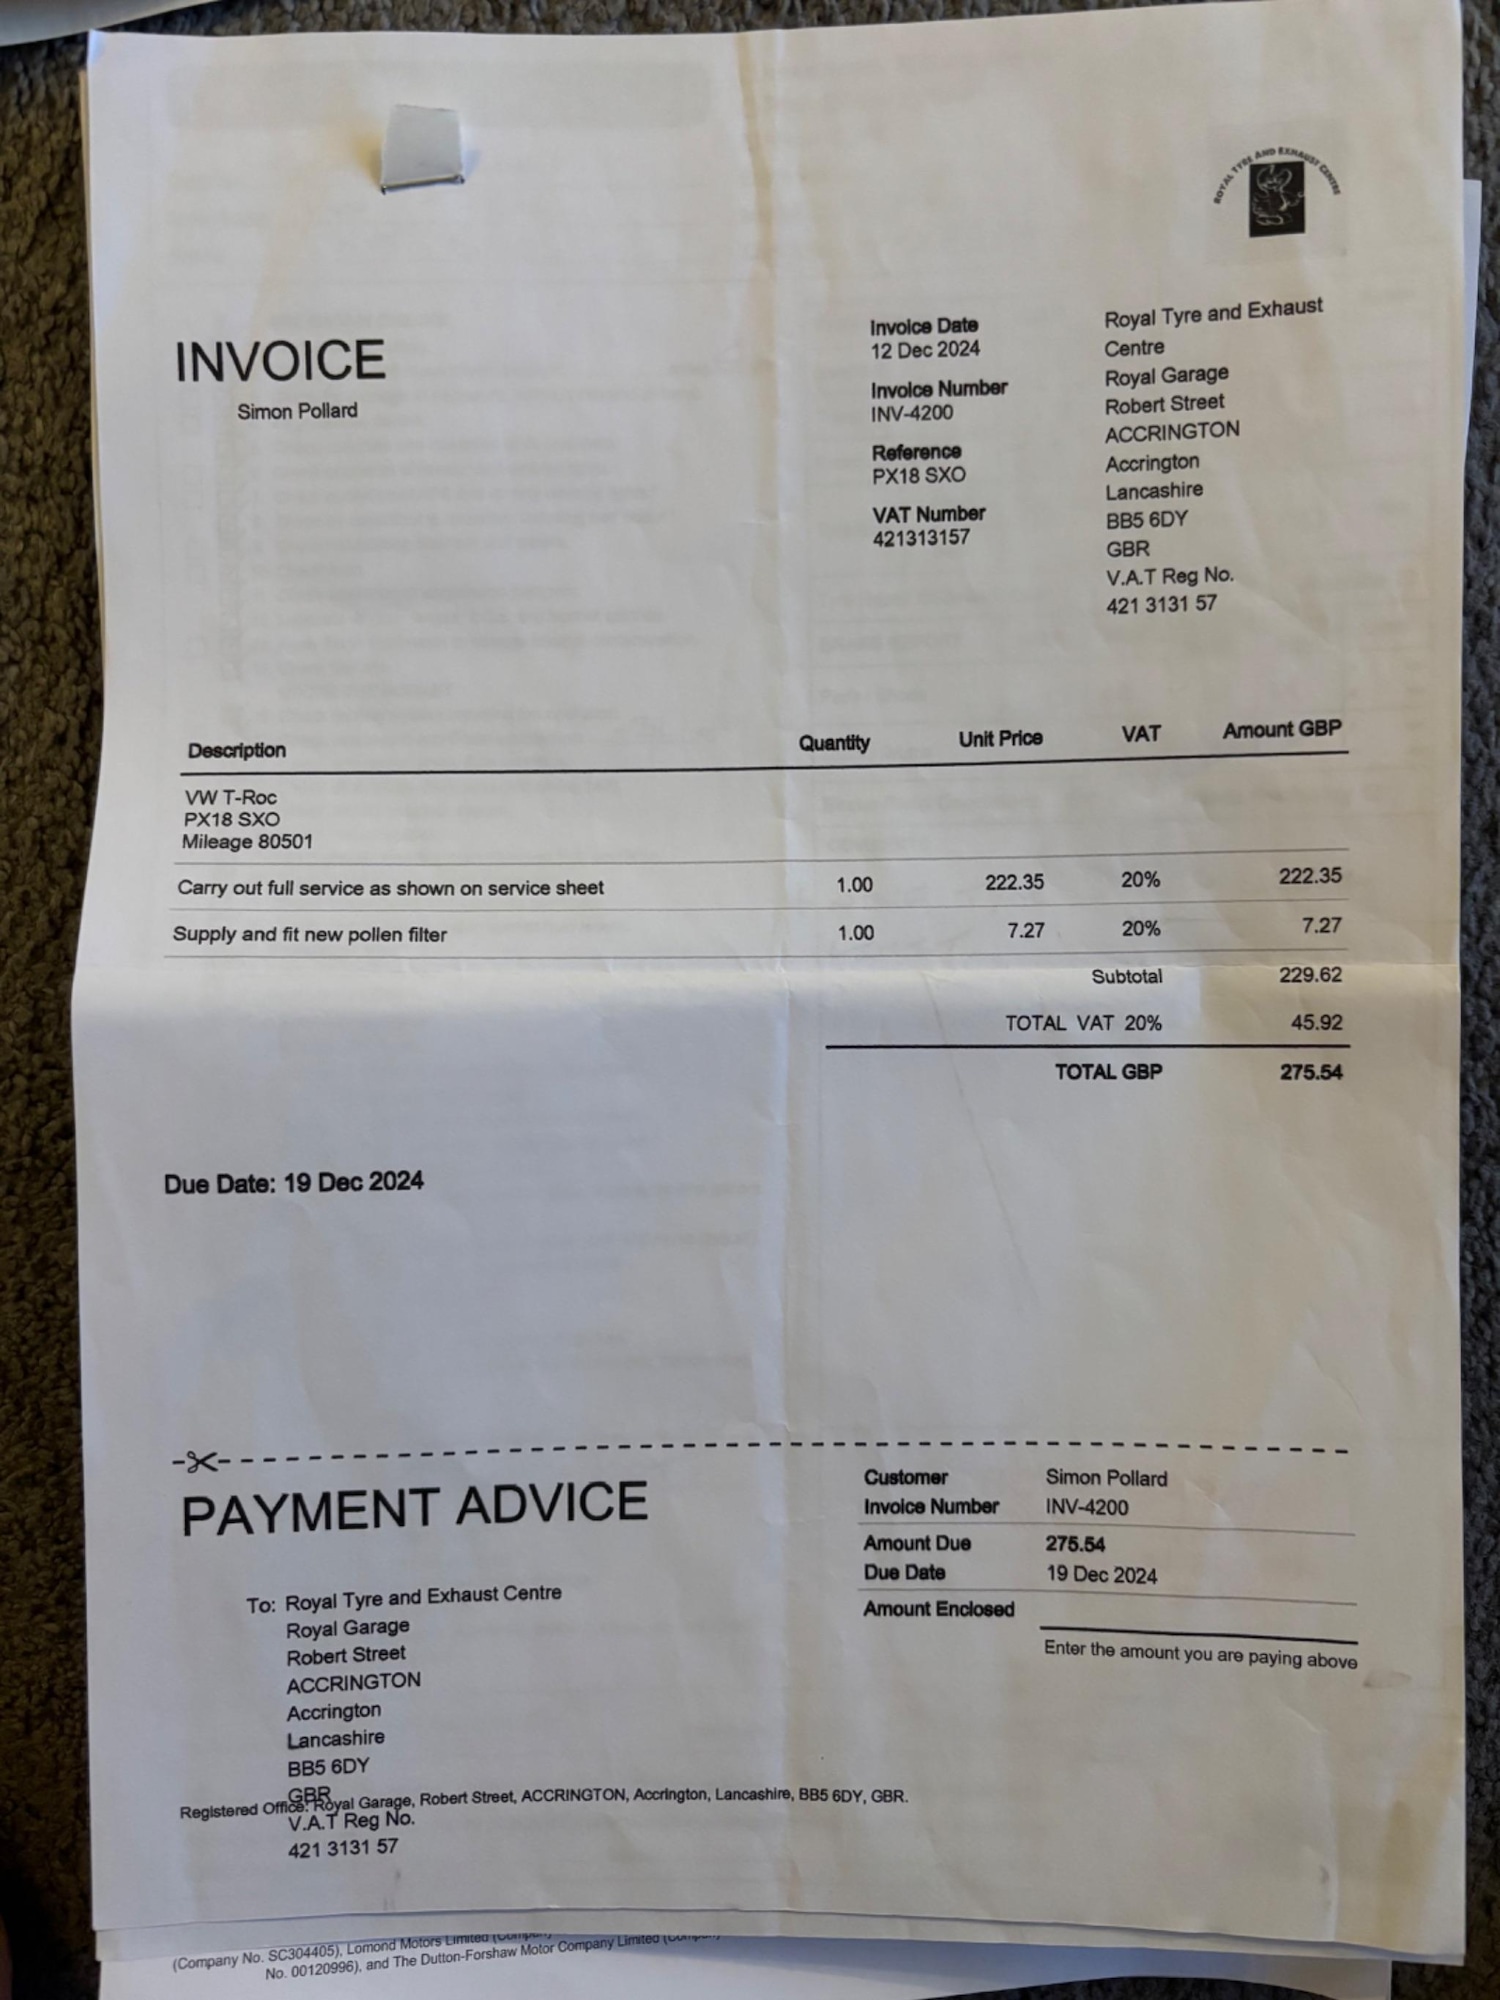 ROYAL TYRE AND EXHAUST CENTRE
INVOICE
Simon Pollard
Invoice Date
12 Dec 2024
Invoice Number
INV-4200
Reference
PX18 SXO
VAT Number
421313157
Royal Tyre and Exhaust
Centre
Royal Garage
Robert Street
ACCRINGTON
Accrington
Lancashire
BB5 6DY
GBR
V.A.T Reg No.
421 3131 57
Description Quantity Unit Price VAT Amount GBP
VW T-Roc
PX18 SXO
Mileage 80501
Carry out full service as shown on service sheet 1.00 222.35 20% 222.35
Supply and fit new pollen filter 1.00 7.27 20% 7.27
Subtotal 229.62
TOTAL VAT 20% 45.92
TOTAL GBP 275.54
Due Date: 19 Dec 2024
PAYMENT ADVICE
To: Royal Tyre and Exhaust Centre
Royal Garage
Robert Street
ACCRINGTON
Accrington
Lancashire
BB5 6DY
GBR
V.A.T Reg No.
421 3131 57
Customer Simon Pollard
Invoice Number INV-4200
Amount Due 275.54
Due Date 19 Dec 2024
Amount Enclosed
Enter the amount you are paying above
Registered Office: Royal Garage, Robert Street, ACCRINGTON, Accrington, Lancashire, BB5 6DY, GBR.
(Company No. SC304405), Lomond Motors Limited (Company
No. 00120996), and The Dutton-Forshaw Motor Company Limited